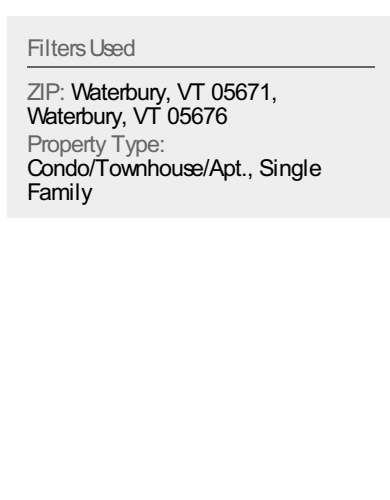 Filters Used
ZIP: Waterbury, VT 05671,
Waterbury, VT 05676
Property Type:
Condo/Townhouse/Apt., Single
Family